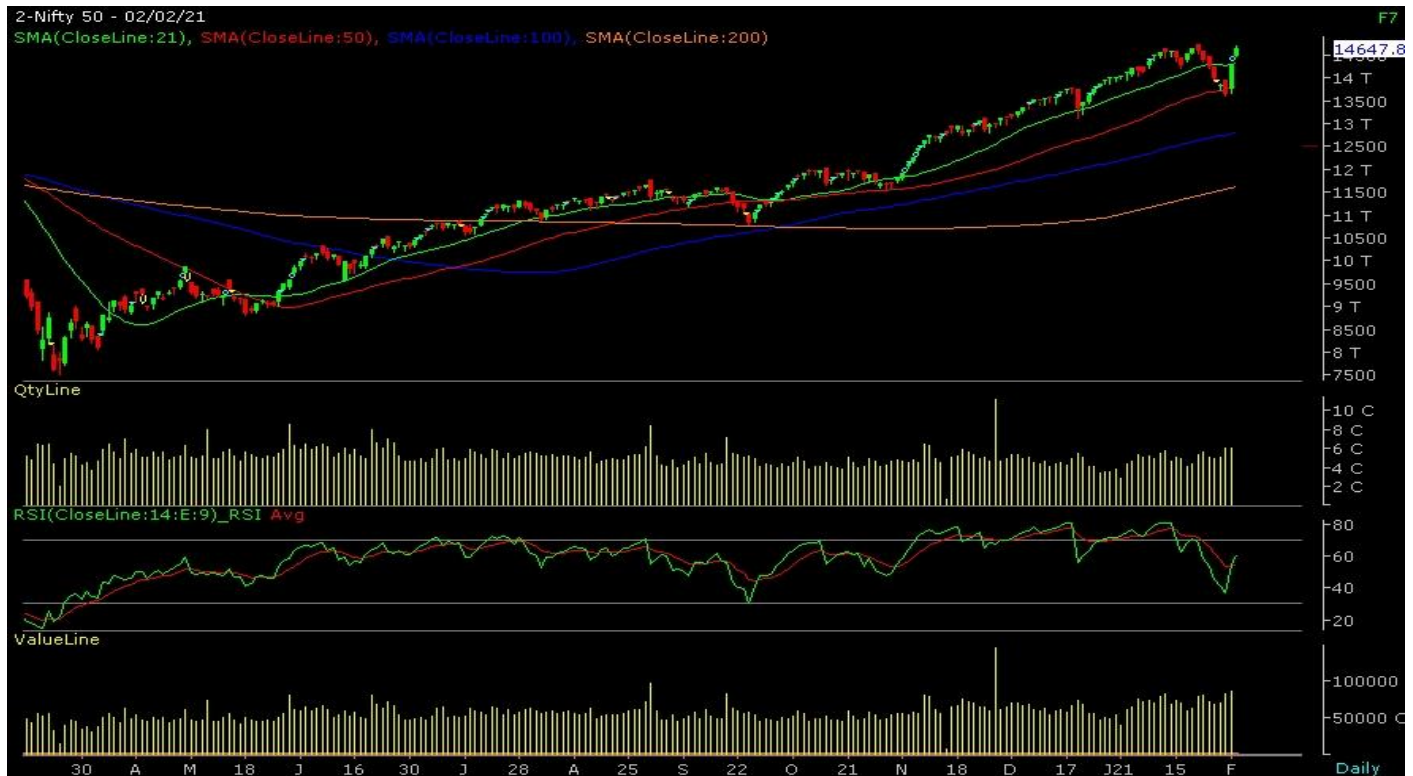 2-Nifty 50 - 02/02/21 F7
SMA(CloseLine:21), SMA(CloseLine:50), SMA(CloseLine:100), SMA(CloseLine:200)
14647.8
14500
14 T
13500
13 T
12500
12 T
11500
11 T
10500
10 T
9500
9 T
8500
8 T
7500
QtyLine
10 C
8 C
6 C
4 C
2 C
RSI(CloseLine:14:E:9)_RSI Avg
80
60
40
20
ValueLine
100000
50000 C
30 A M 18 J 16 30 J 28 A 25 S 22 O 21 N 18 D 17 J21 15 F Daily